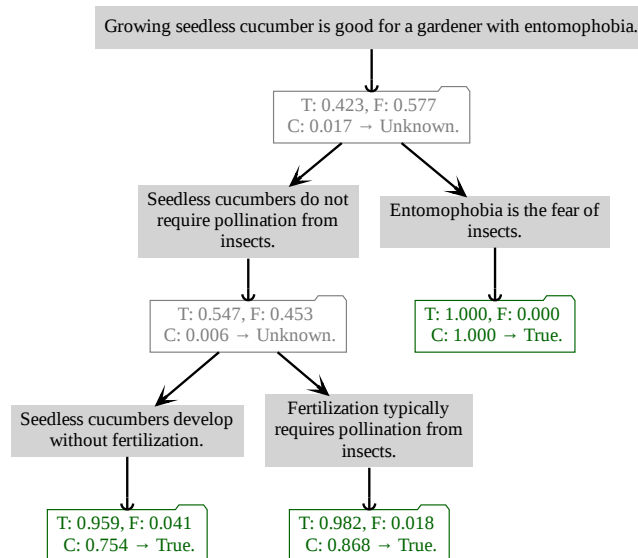 Growing seedless cucumber is good for a gardener with entomophobia.
T: 0.423, F: 0.577
C: 0.017 → Unknown.
Seedless cucumbers do not
require pollination from
insects.
Entomophobia is the fear of
insects.
T: 0.547, F: 0.453
C: 0.006 → Unknown.
T: 1.000, F: 0.000
C: 1.000 → True.
Seedless cucumbers develop
without fertilization.
Fertilization typically
requires pollination from
insects.
T: 0.959, F: 0.041
C: 0.754 → True.
T: 0.982, F: 0.018
C: 0.868 → True.